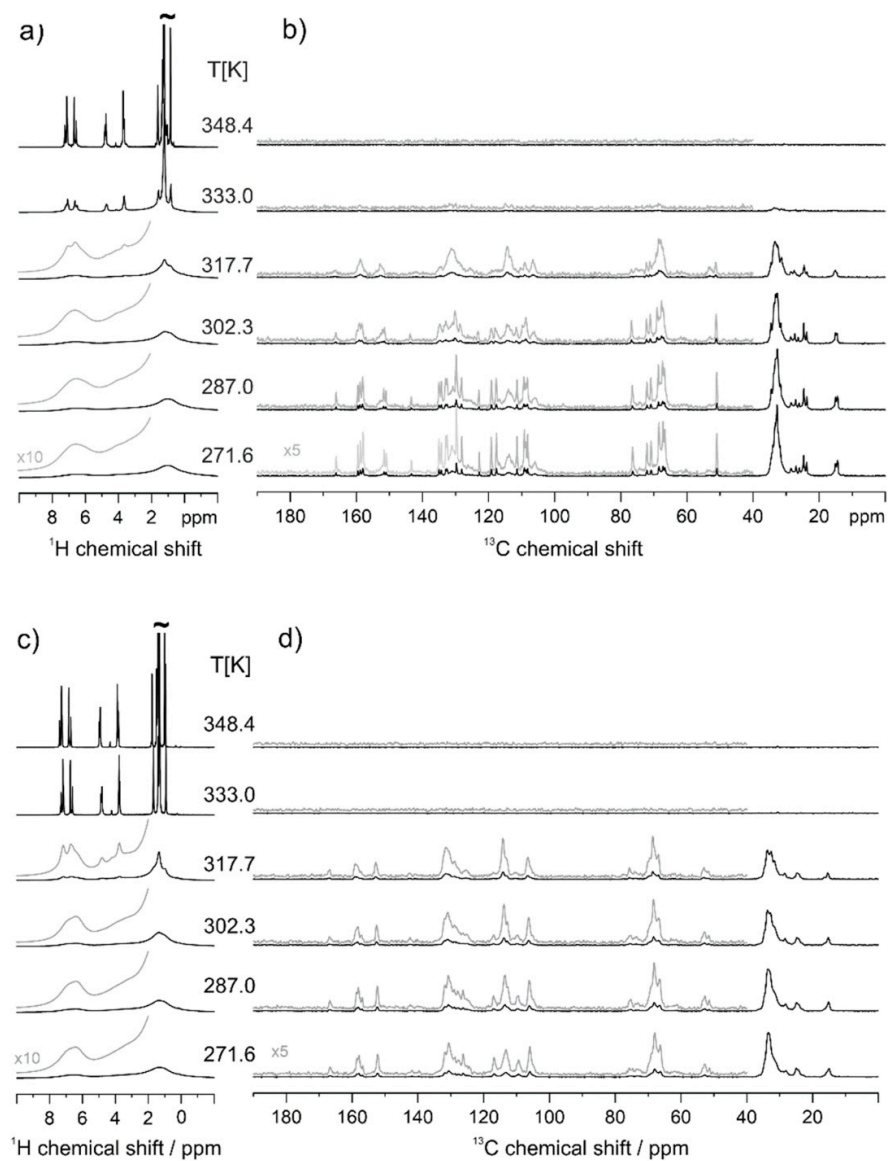 a)
b)
T[K]
348.4
333.0
317.7
302.3
287.0
x10
271.6
x5
8 6 4 2 ppm
180 160 140 120 100 80 60 40 20 ppm
¹H chemical shift
¹³C chemical shift
c)
d)
T[K]
348.4
333.0
317.7
302.3
287.0
x10
271.6
x5
8 6 4 2 0
180 160 140 120 100 80 60 40 20
¹H chemical shift / ppm
¹³C chemical shift / ppm